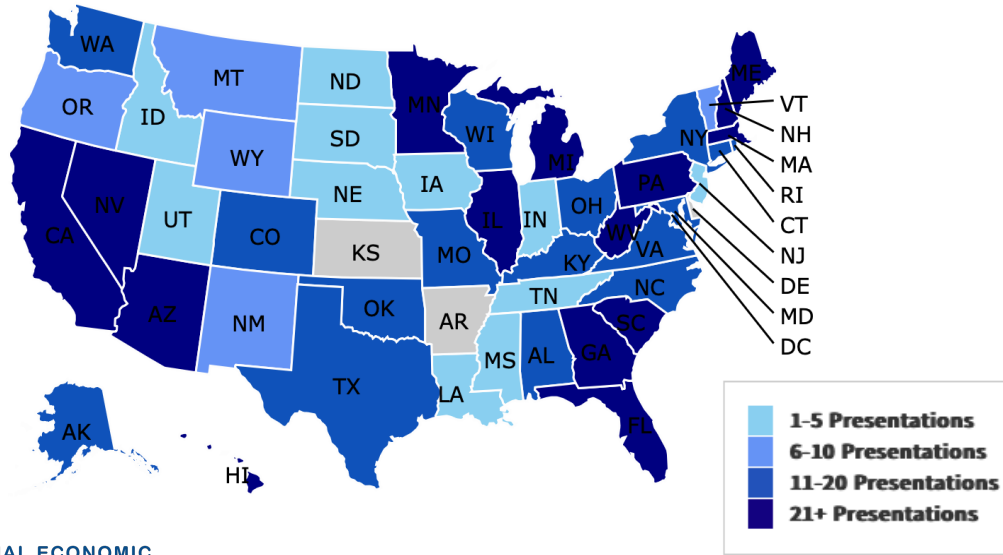 WA
MT
ND
MN
ME
OR
ID
SD
WI
VT
NH
MA
RI
CT
NJ
DE
MD
DC
NY
MI
WY
NE
IA
PA
NV
UT
CO
IL
IN
OH
CA
KS
MO
WV
VA
KY
NC
AZ
NM
OK
AR
TN
SC
TX
LA
MS
AL
GA
FL
AK
HI
1-5 Presentations
6-10 Presentations
11-20 Presentations
21+ Presentations
ECONOMIC